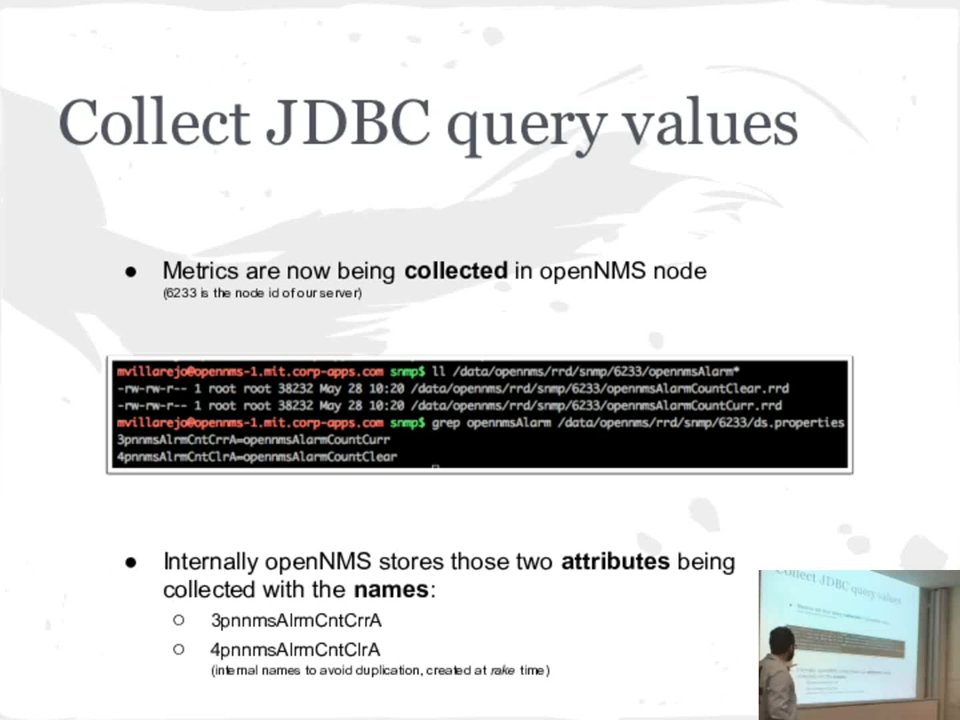 Collect JDBC query values
● Metrics are now being collected in openNMS node
(6233 is the node id of our server)
mvillarejo@opennms-1.mit.corp-apps.com snmp$ ll /data/opennms/rrd/snmp/6233/opennmsAlarm*
-rw-rw-r-- 1 root root 38232 May 28 10:20 /data/opennms/rrd/snmp/6233/opennmsAlarmCountClear.rrd
-rw-rw-r-- 1 root root 38232 May 28 10:20 /data/opennms/rrd/snmp/6233/opennmsAlarmCountCurr.rrd
mvillarejo@opennms-1.mit.corp-apps.com snmp$ grep opennmsAlarm /data/opennms/rrd/snmp/6233/ds.properties
3pnnmsAlrmCntCrrA=opennmsAlarmCountCurr
4pnnmsAlrmCntClrA=opennmsAlarmCountClear
● Internally openNMS stores those two attributes being
collected with the names:
○ 3pnnmsAlrmCntCrrA
○ 4pnnmsAlrmCntClrA
(internal names to avoid duplication, created at rake time)
Collect JDBC query values